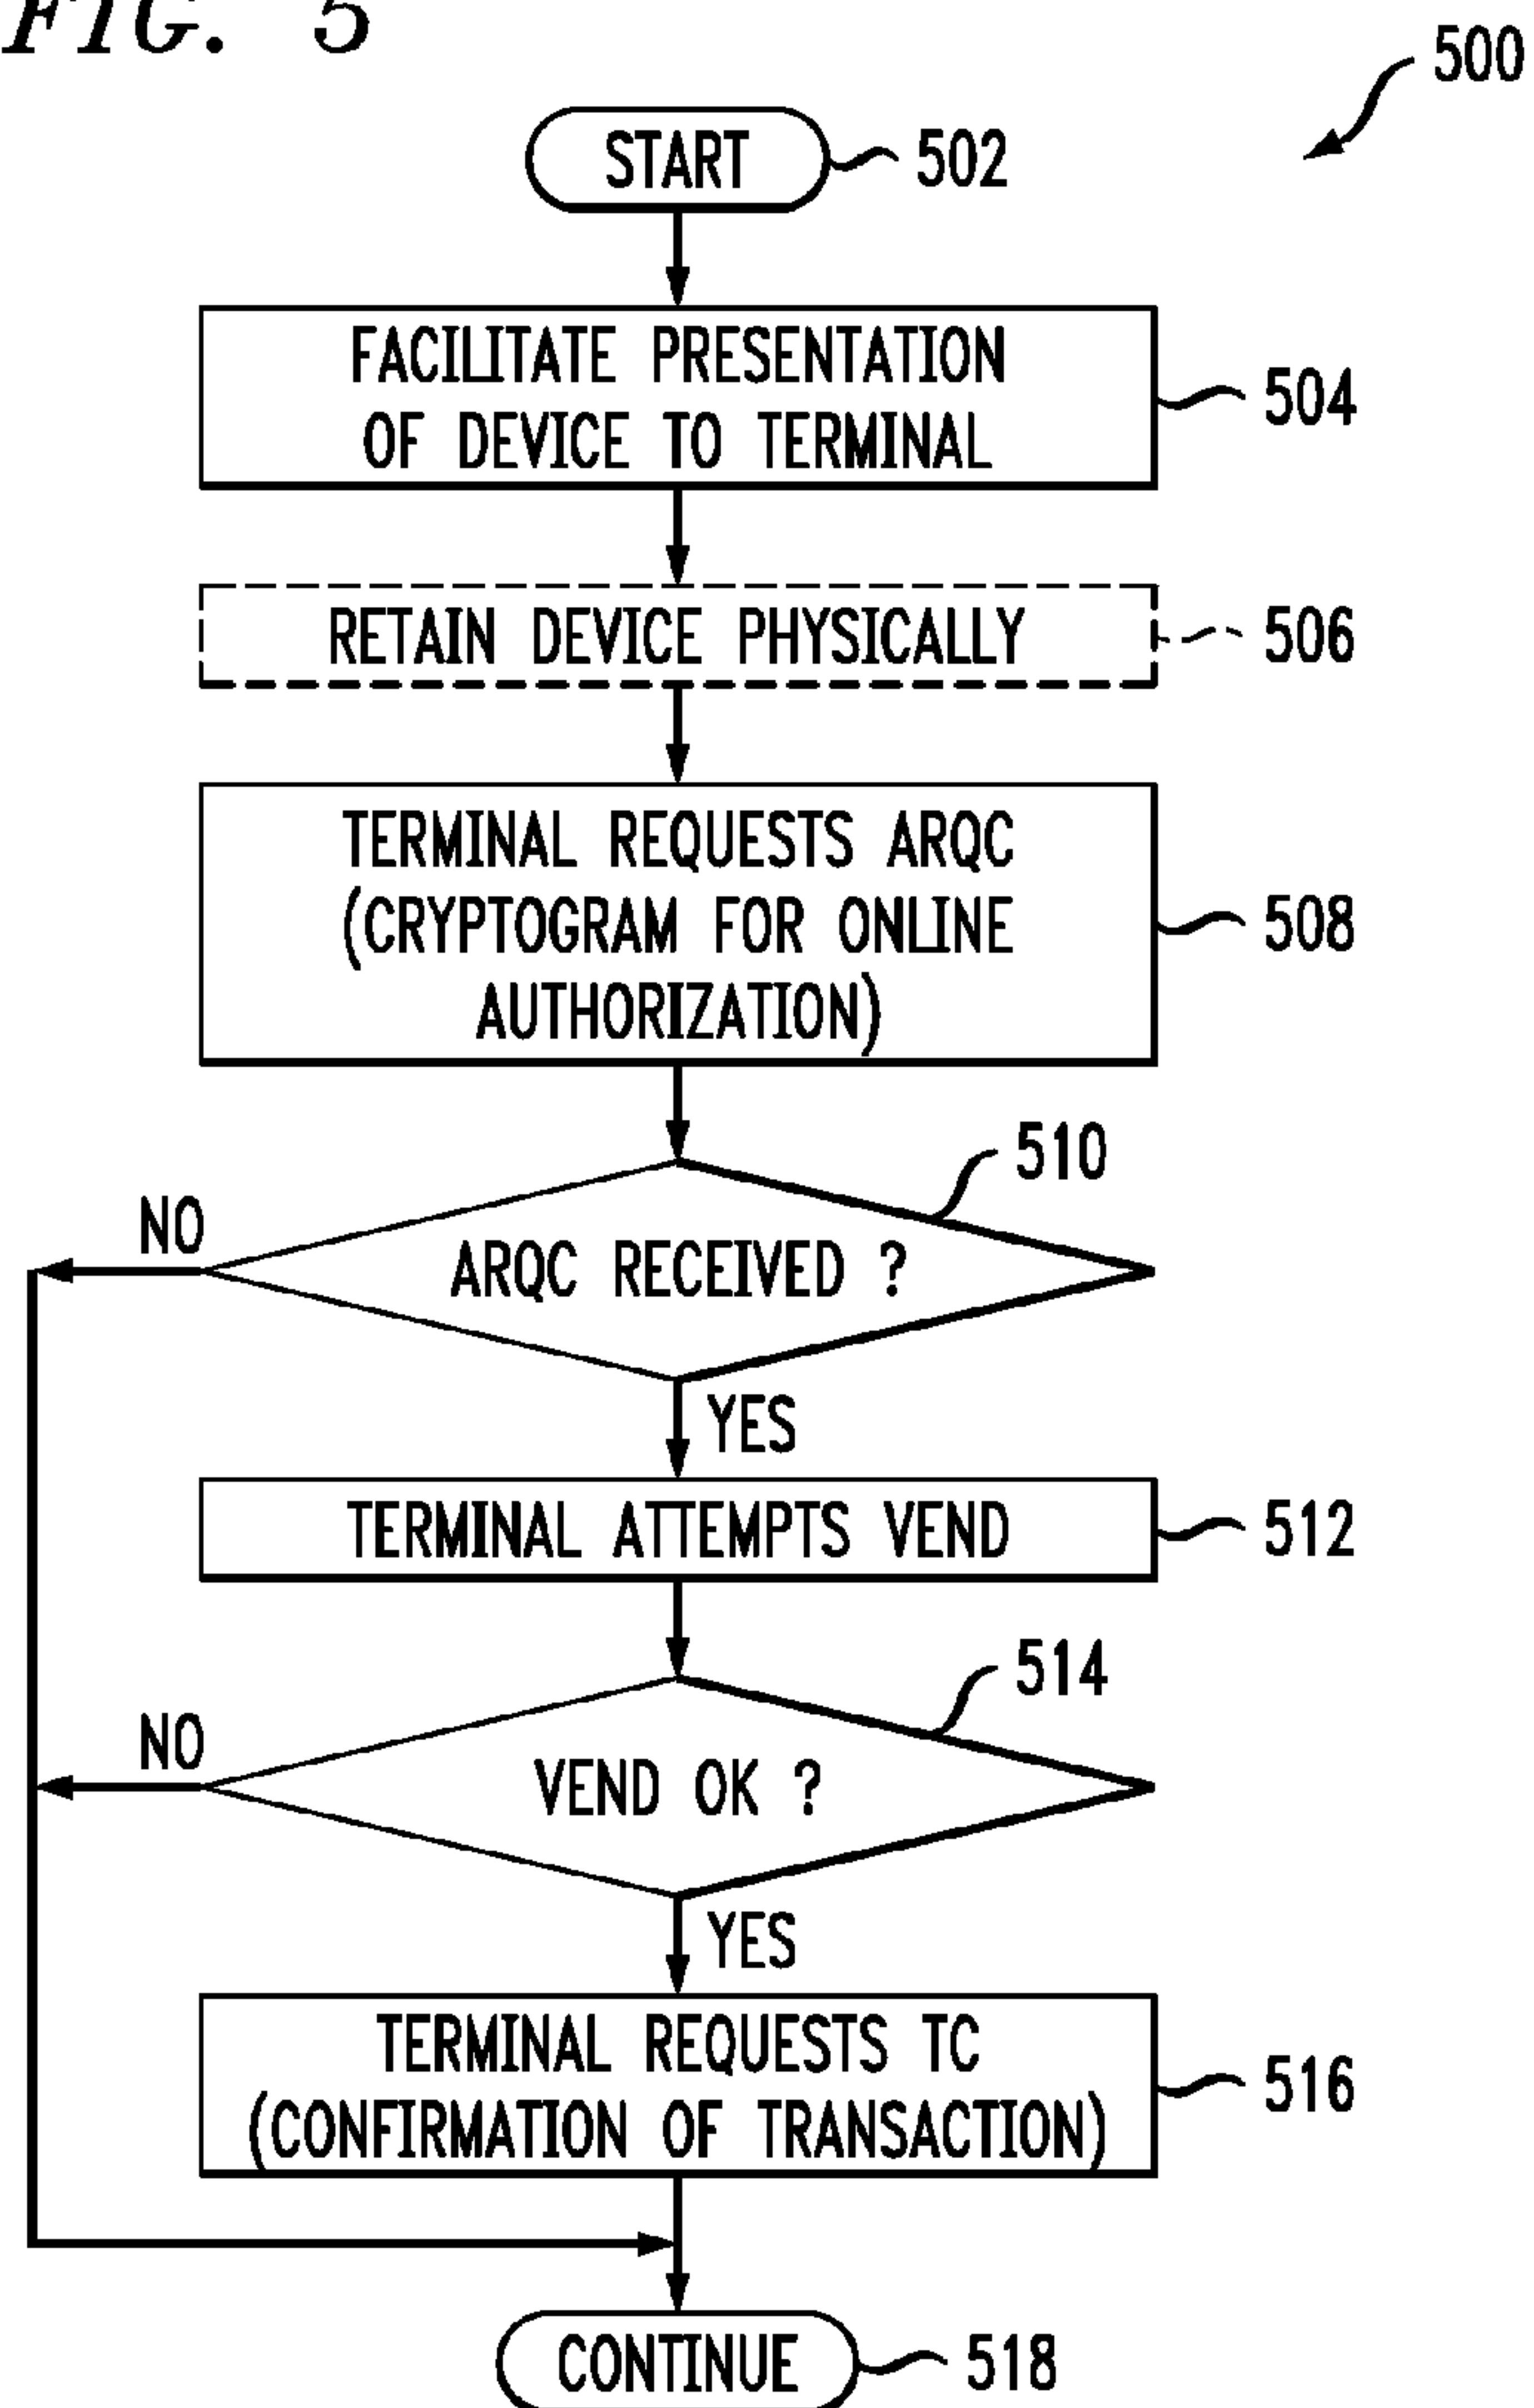 FIG. 5
500
START
502
FACILITATE PRESENTATION
OF DEVICE TO TERMINAL
504
RETAIN DEVICE PHYSICALLY
506
TERMINAL REQUESTS ARQC
(CRYPTOGRAM FOR ONLINE
AUTHORIZATION)
508
510
NO
ARQC RECEIVED ?
YES
TERMINAL ATTEMPTS VEND
512
514
NO
VEND OK ?
YES
TERMINAL REQUESTS TC
(CONFIRMATION OF TRANSACTION)
516
CONTINUE
518